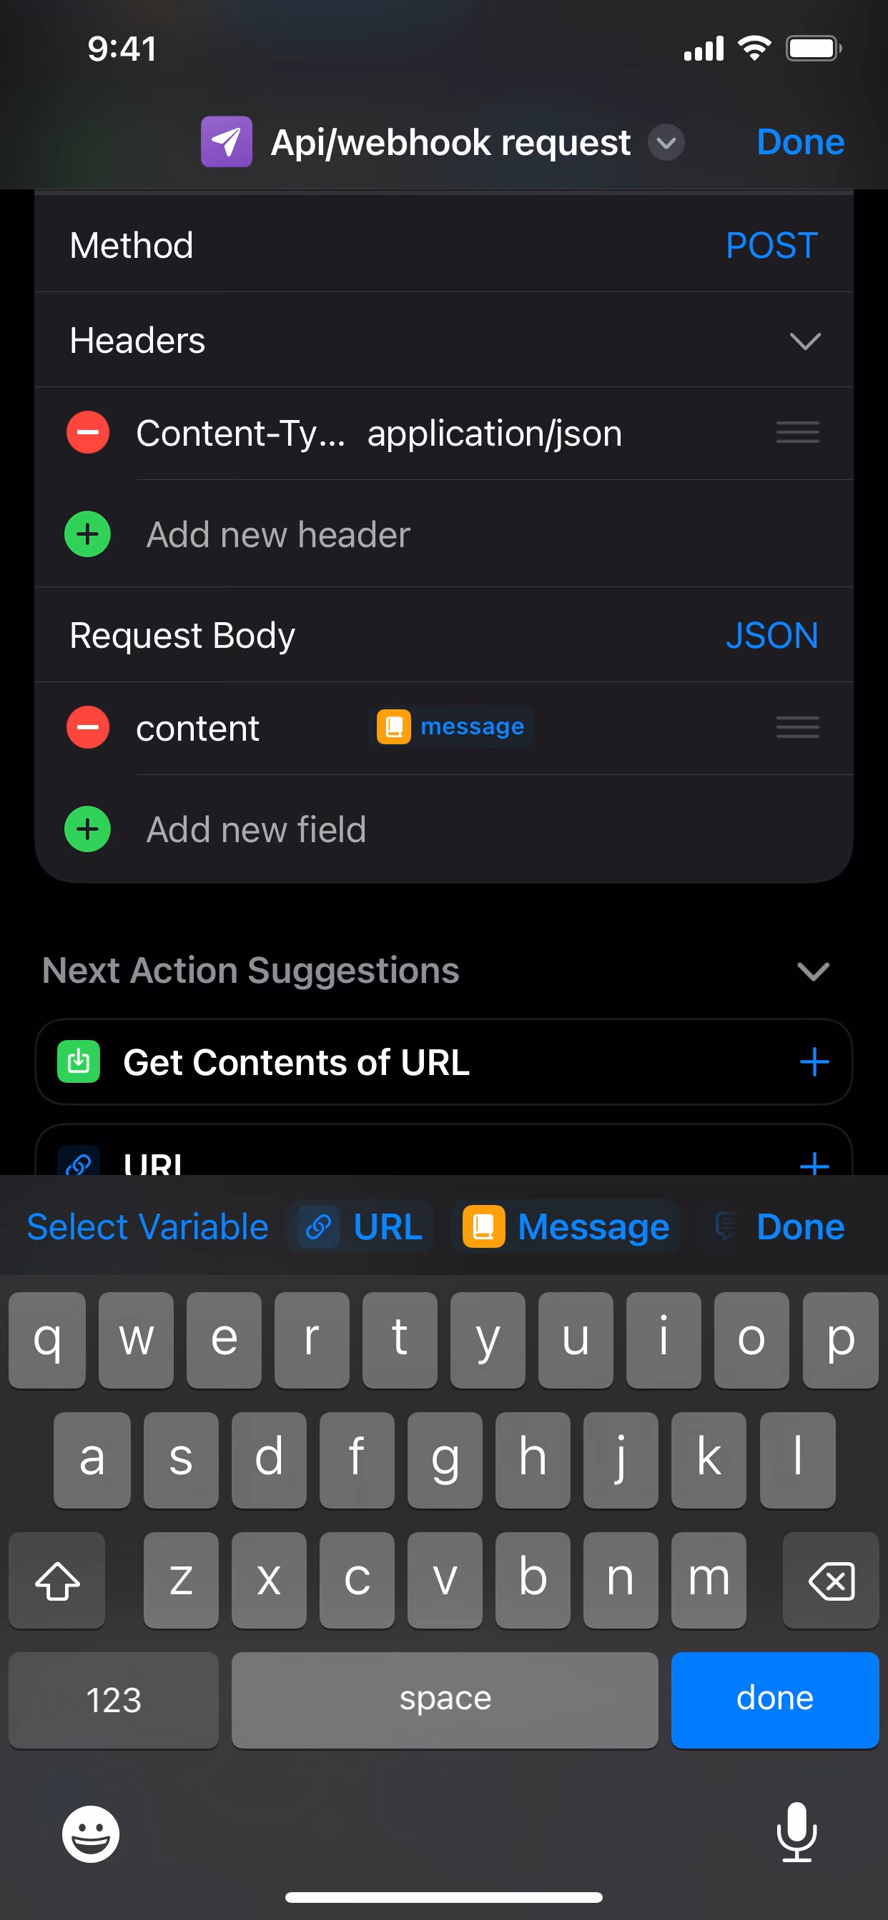 9:41
Api/webhook request Done
Method POST
Headers
Content-Ty... application/json
Add new header
Request Body JSON
content message
Add new field
Next Action Suggestions
Get Contents of URL
URL
Select Variable URL Message Done
q w e r t y u i o p
a s d f g h j k l
z x c v b n m
123 space done